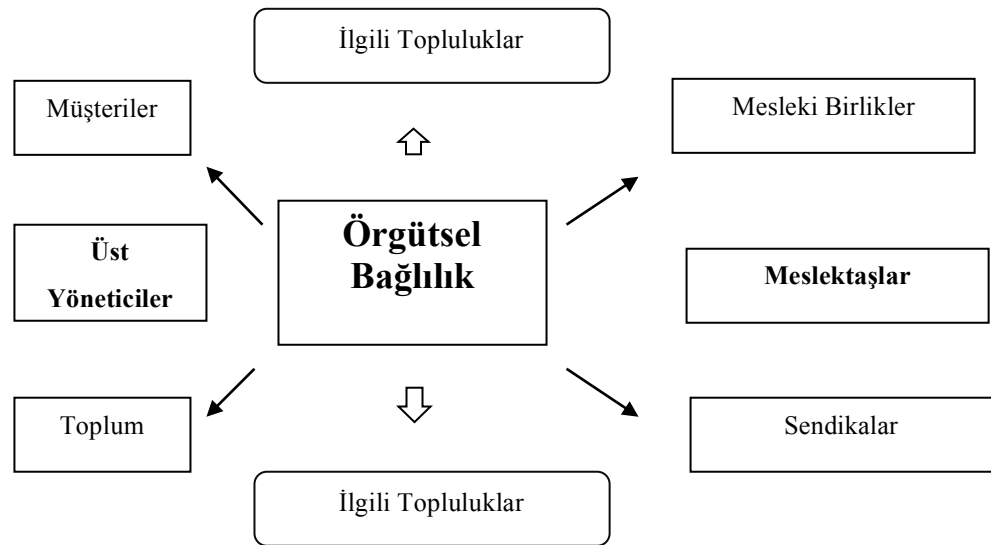 İlgili Topluluklar
Müşteriler
Mesleki Birlikler
Örgütsel
Bağlılık
Üst
Yöneticiler
Meslektaşlar
Toplum
Sendikalar
İlgili Topluluklar